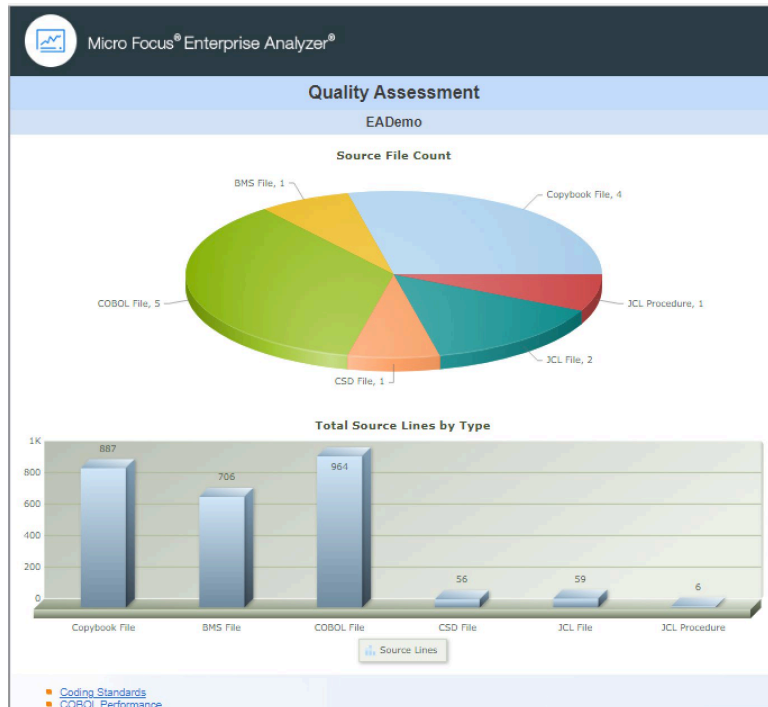 Micro Focus® Enterprise Analyzer®
Quality Assessment
EADemo
Source File Count
BMS File, 1
Copybook File, 4
COBOL File, 5
JCL Procedure, 1
JCL File, 2
CSD File, 1
Total Source Lines by Type
1K
800
600
400
200
0
887
706
964
56
59
6
Copybook File
BMS File
COBOL File
CSD File
JCL File
JCL Procedure
Source Lines
Coding Standards
COBOL Performance